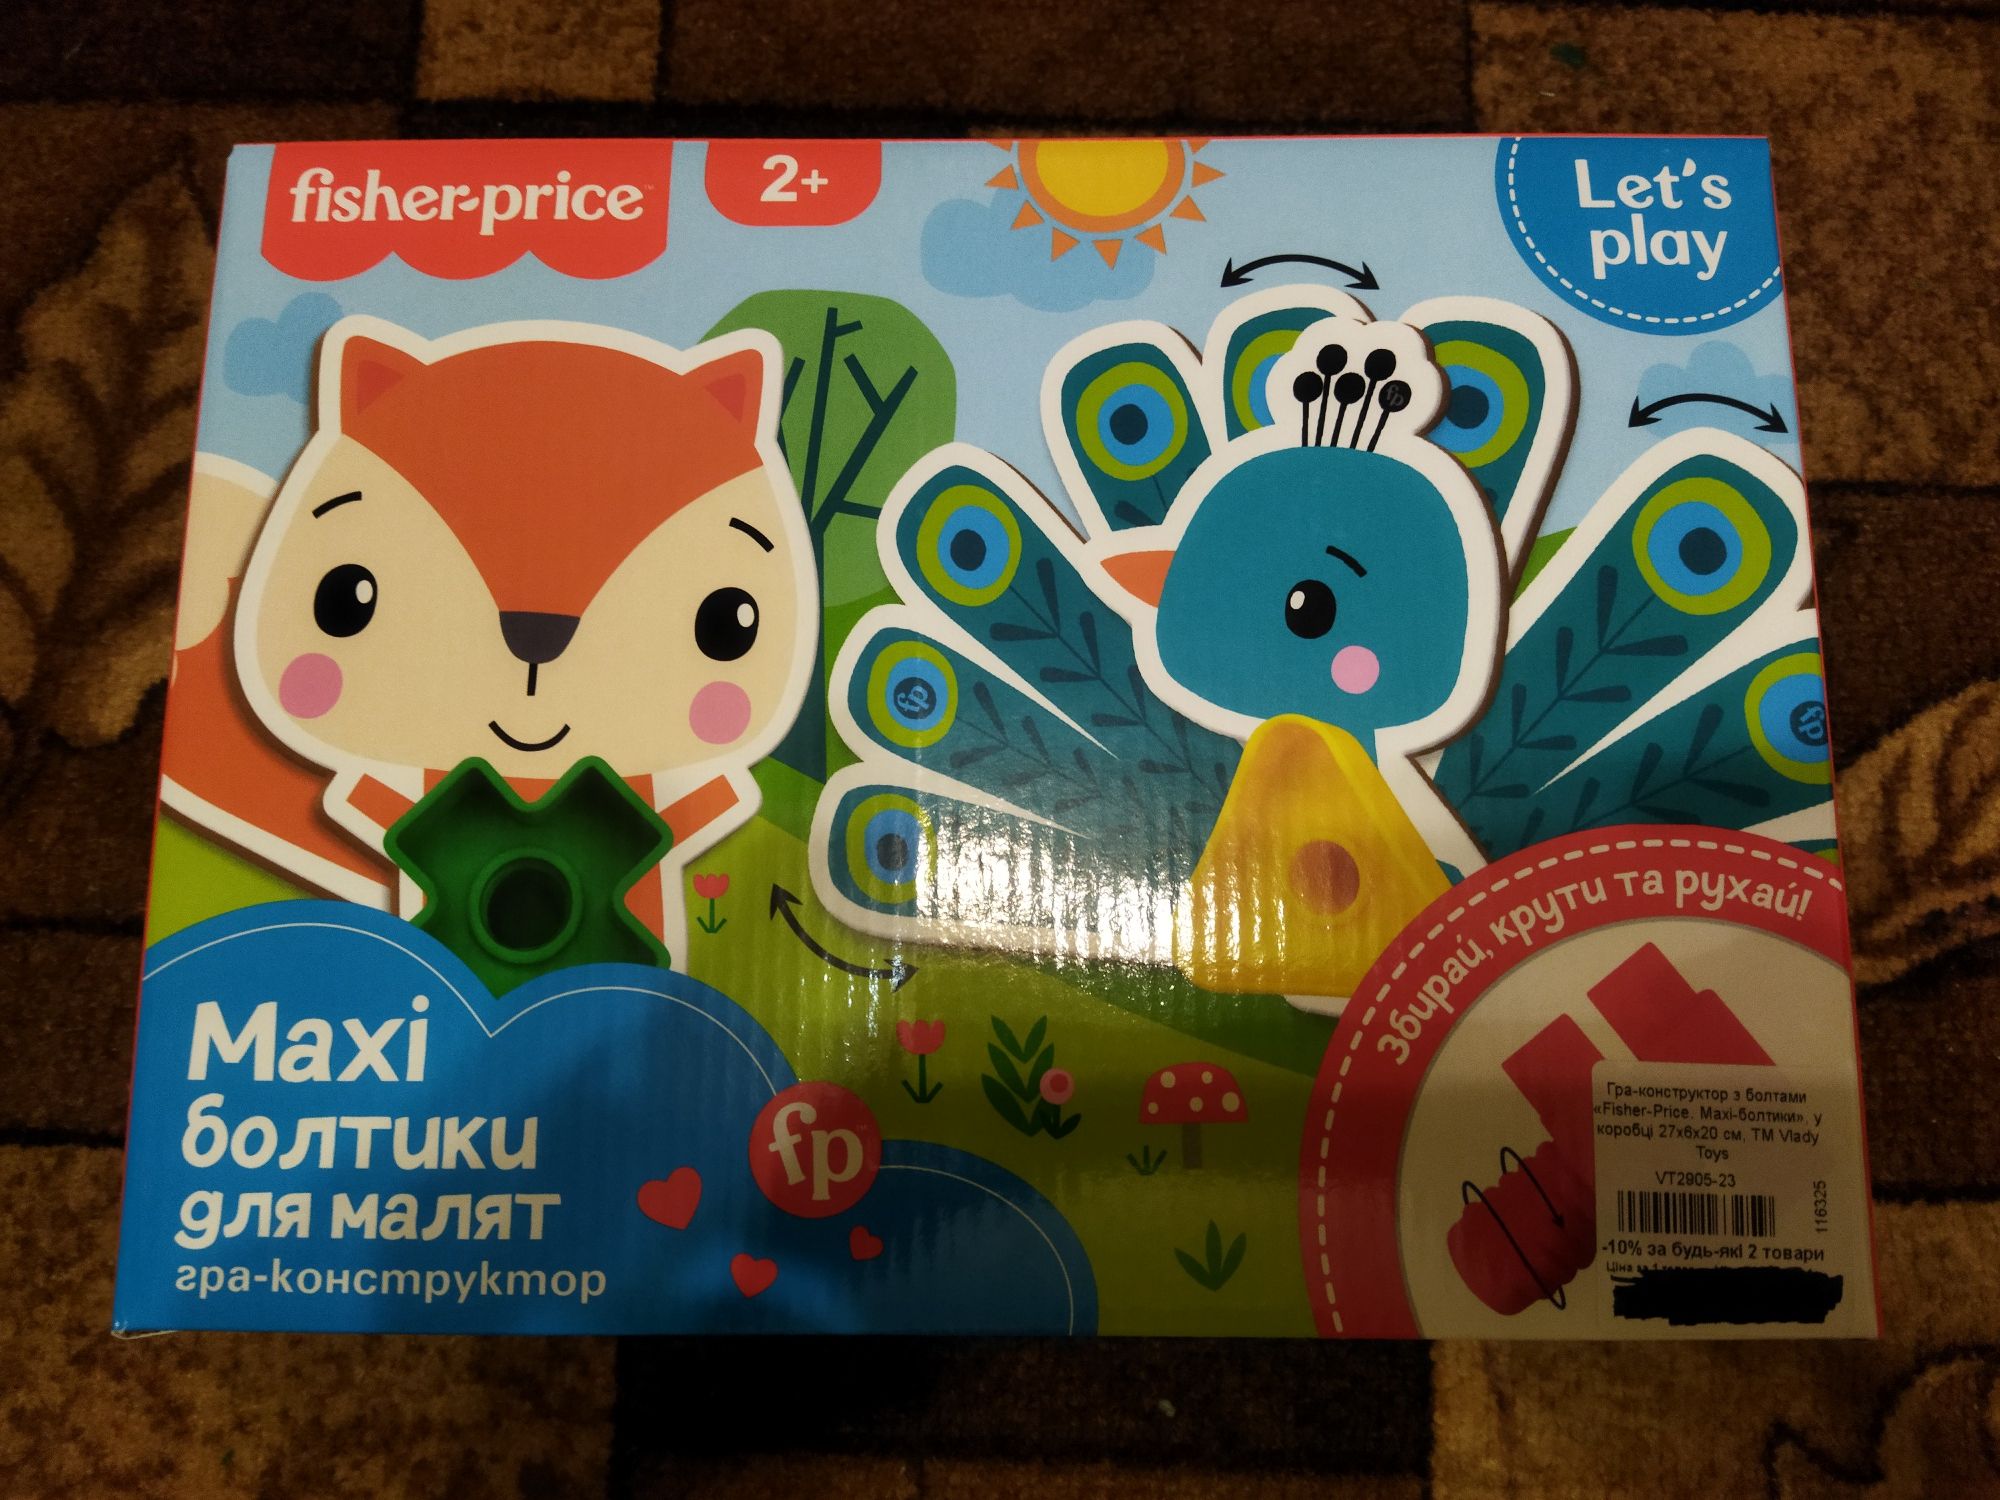 fisher-price
2+
Let's
play
Збирай, крути та рухай!
Maxi
болтики
для малят
гра-конструктор
fp
Гра-конструктор з болтами
«Fisher-Price. Maxi-болтики», у
коробці 27x6x20 см, ТМ Vlady
Toys
VT2905-23
116325
-10% за будь-які 2 товари
fp
fp
fp